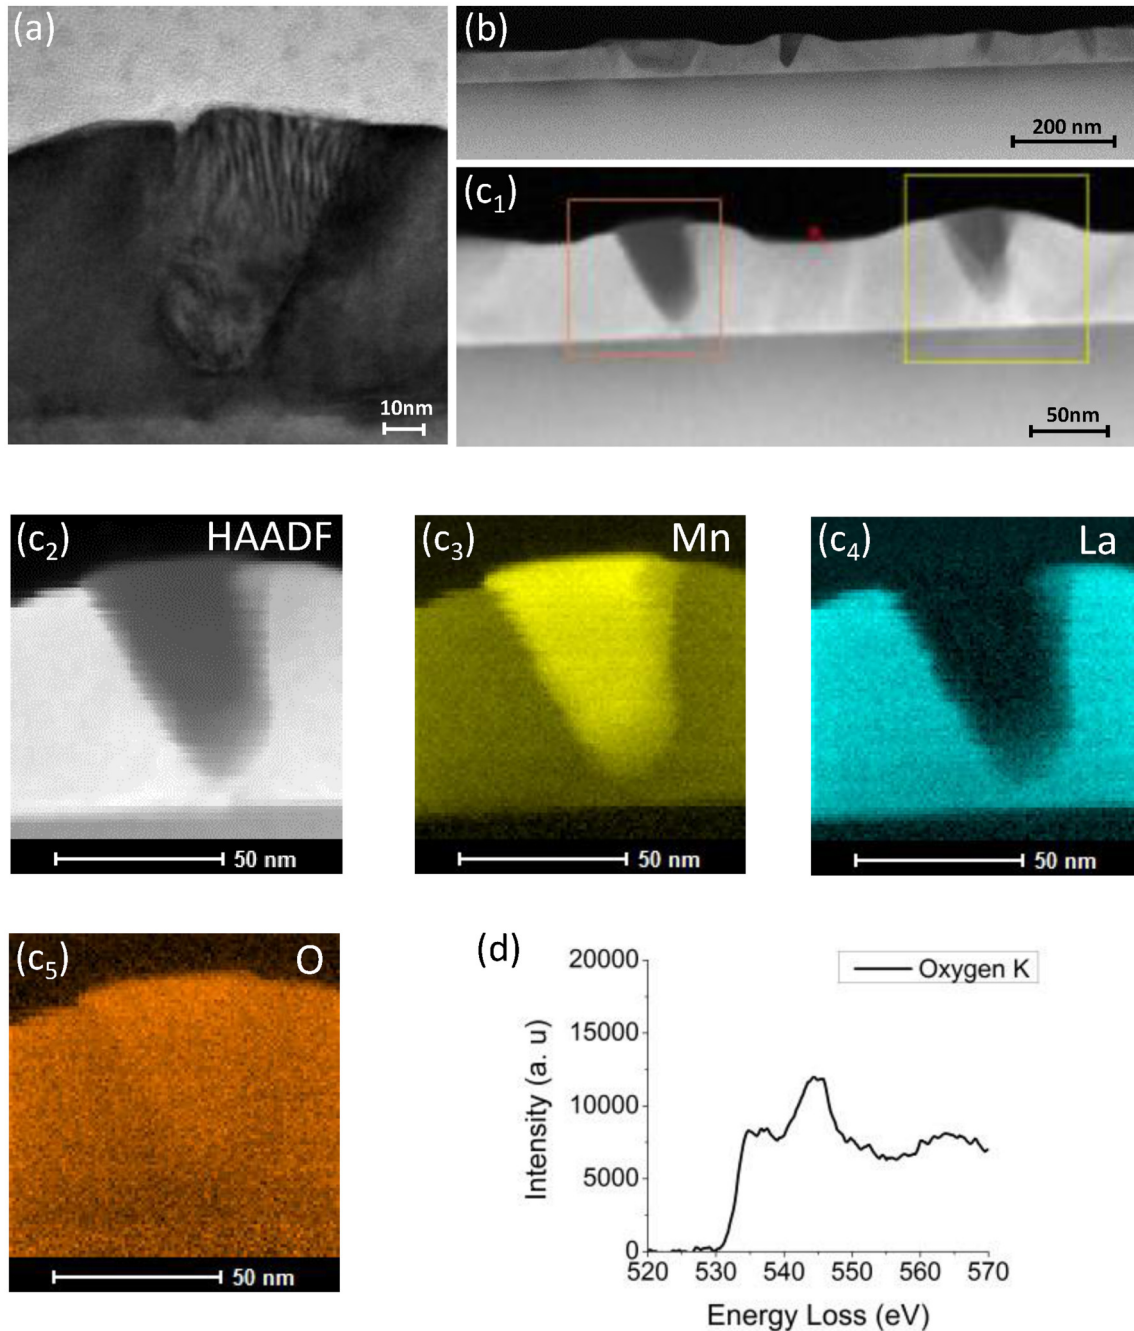 (a)
10nm
(b)
200 nm
(c1)
50nm
(c2) HAADF
50 nm
(c3) Mn
50 nm
(c4) La
50 nm
(c5) O
50 nm
(d)
Oxygen K
20000
15000
10000
5000
0
520 530 540 550 560 570
Intensity (a. u)
Energy Loss (eV)